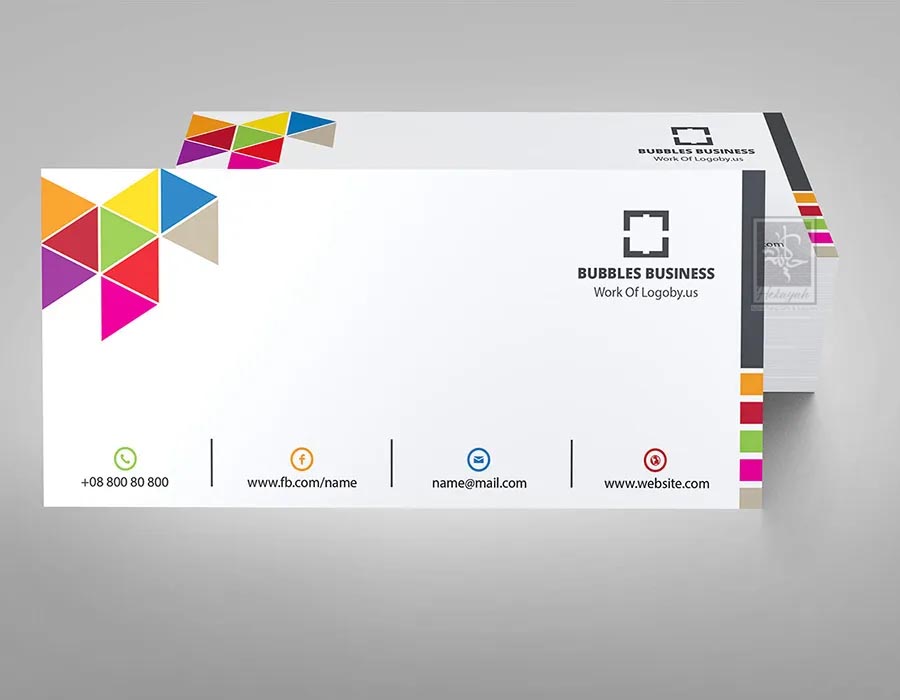 BUBBLES BUSINESS
Work Of Logoby.us
.com
BUBBLES BUSINESS
Work Of Logoby.us
+08 800 80 800
www.fb.com/name
name@mail.com
www.website.com